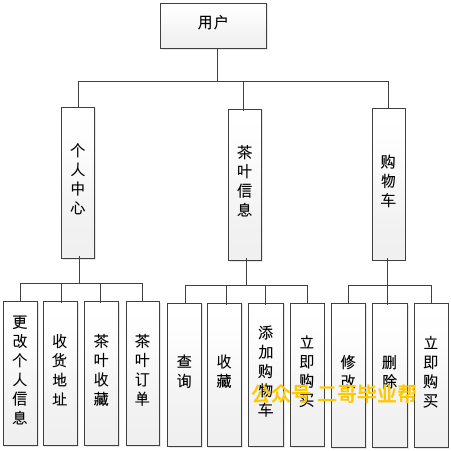 用户
个人中心
茶叶信息
购物车
更改个人信息
收货地址
茶叶收藏
茶叶订单
查询
收藏
添加购物车
立即购买
修改
删除
立即购买
公众号 二哥毕业帮